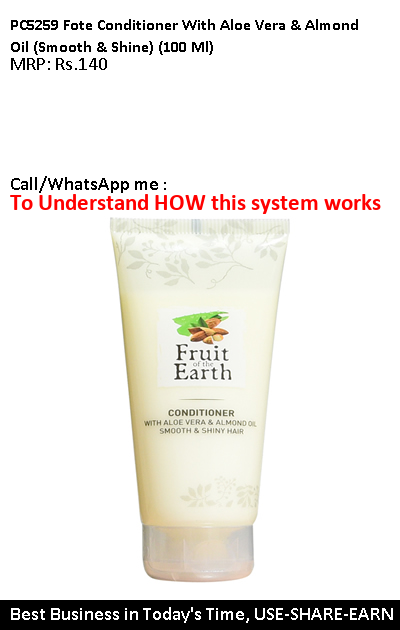 PC5259 Fote Conditioner With Aloe Vera & Almond
Oil (Smooth & Shine) (100 Ml)
MRP: Rs.140
Call/WhatsApp me :
To Understand HOW this system works
Fruit
of the
Earth
CONDITIONER
WITH ALOE VERA & ALMOND OIL
SMOOTH & SHINY HAIR
Best Business in Today's Time, USE-SHARE-EARN